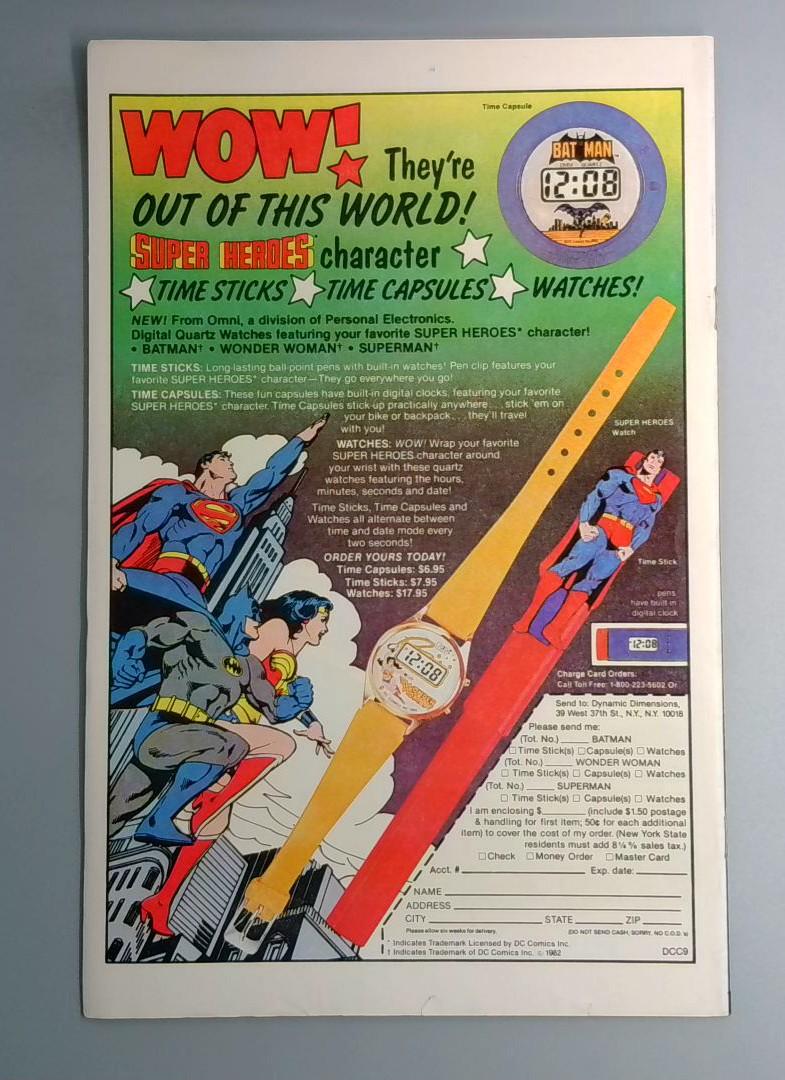 WOW! They're
OUT OF THIS WORLD!
SUPER HEROES character
TIME STICKS TIME CAPSULES WATCHES!
Time Capsule
BATMAN
12:08
NEW! From Omni, a division of Personal Electronics.
Digital Quartz Watches featuring your favorite SUPER HEROES* character!
• BATMAN† • WONDER WOMAN† • SUPERMAN†
TIME STICKS: Long-lasting ball-point pens with built-in watches! Pen clip features your
favorite SUPER HEROES* character—They go everywhere you go!
TIME CAPSULES: These fun capsules have built-in digital clocks, featuring your favorite
SUPER HEROES* character. Time Capsules stick up practically anywhere... stick 'em on
your bike or backpack... they'll travel
with you!
WATCHES: WOW! Wrap your favorite
SUPER HEROES character around
your wrist with these quartz
watches featuring the hours,
minutes, seconds and date!
Time Sticks, Time Capsules and
Watches all alternate between
time and date mode every
two seconds!
ORDER YOURS TODAY!
Time Capsules: $6.95
Time Sticks: $7.95
Watches: $17.95
SUPER HEROES
Watch
Time Stick
pens
have built in
digital clock
12:08
12:08
Charge Card Orders:
Call Toll Free: 1-800-223-5602 Or
Send to: Dynamic Dimensions,
39 West 37th St., N.Y., N.Y. 10018
Please send me:
(Tot. No.) ______ BATMAN
☐ Time Stick(s) ☐ Capsule(s) ☐ Watches
(Tot. No.) ______ WONDER WOMAN
☐ Time Stick(s) ☐ Capsule(s) ☐ Watches
(Tot. No.) ______ SUPERMAN
☐ Time Stick(s) ☐ Capsule(s) ☐ Watches
I am enclosing $________ (include $1.50 postage
& handling for first item; 50¢ for each additional
item) to cover the cost of my order. (New York State
residents must add 8¼% sales tax.)
☐ Check ☐ Money Order ☐ Master Card
Acct. # ____________ Exp. date: ______
NAME ____________
ADDRESS ____________
CITY ____________ STATE ______ ZIP ______
Please allow six weeks for delivery. (DO NOT SEND CASH, SORRY, NO C.O.D.'s)
* Indicates Trademark Licensed by DC Comics Inc.
† Indicates Trademark of DC Comics Inc. © 1982
DCC9